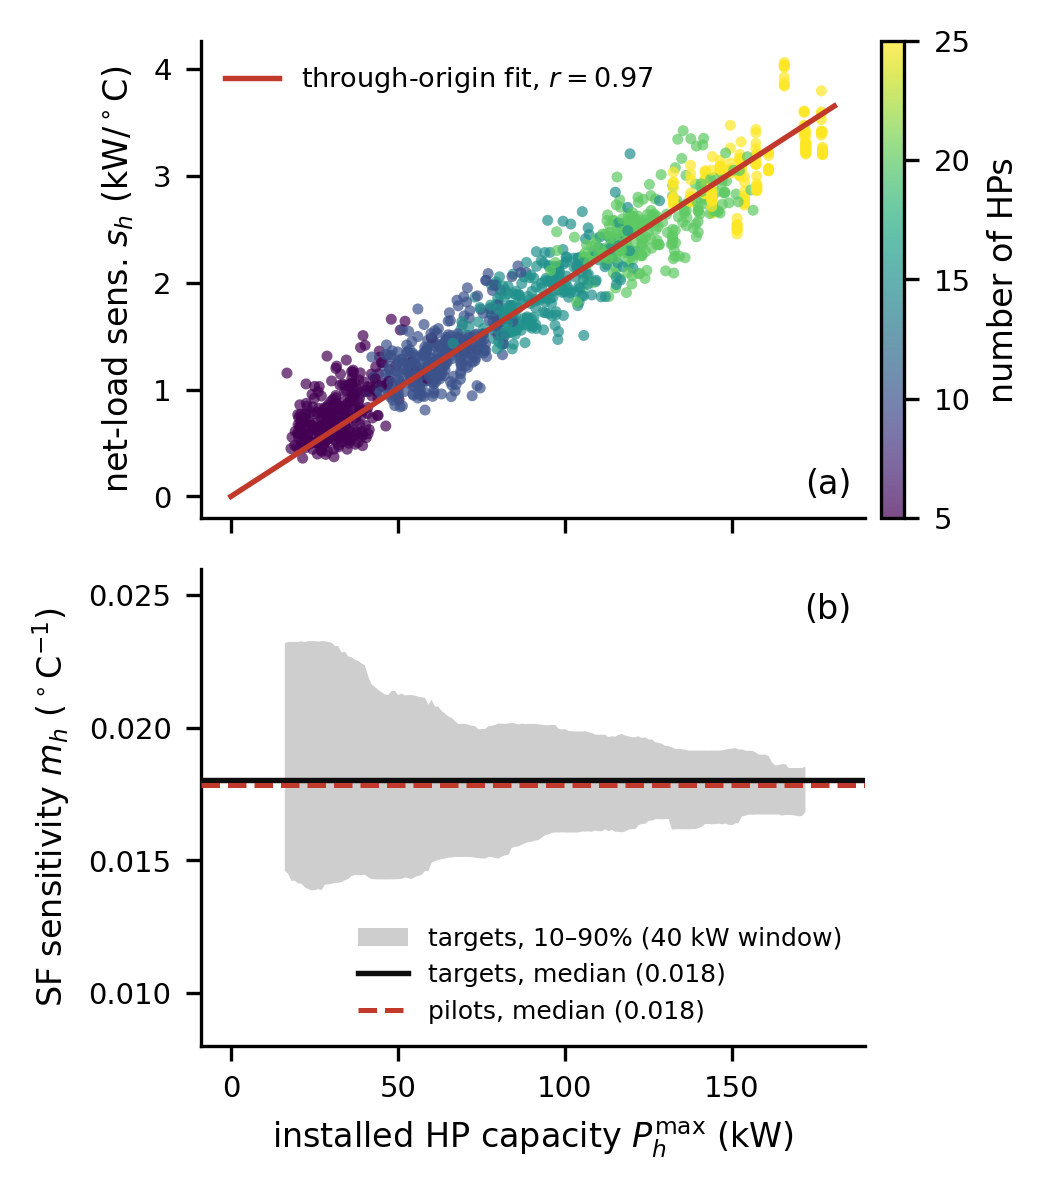 through-origin fit, r = 0.97
net-load sens. s_h (kW/°C)
4
3
2
1
0
(a)
25
20
15
10
5
number of HPs
(b)
SF sensitivity m_h (°C⁻¹)
0.025
0.020
0.015
0.010
targets, 10–90% (40 kW window)
targets, median (0.018)
pilots, median (0.018)
0 50 100 150
installed HP capacity P_h^max (kW)